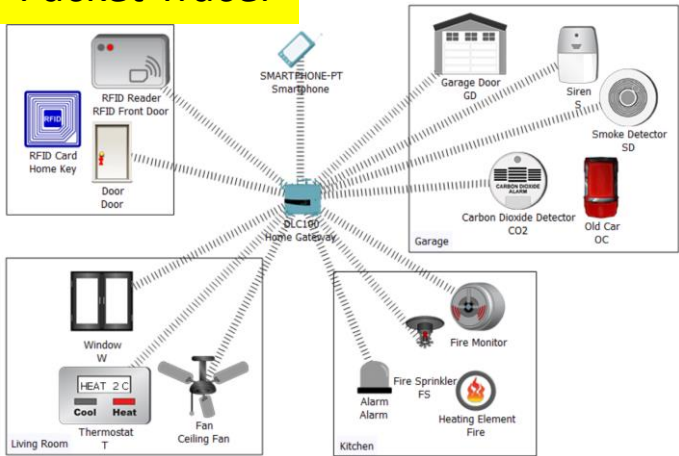 Packet Tracer
SMARTPHONE-PT
Smartphone
RFID Reader
RFID Front Door
RFID
RFID Card
Home Key
Door
Door
Garage Door
GD
Siren
S
Smoke Detector
SD
CARBON DIOXIDE
ALARM
Carbon Dioxide Detector
CO2
Old Car
OC
Garage
DLC100
Home Gateway
Window
W
HEAT 2 C
Cool Heat
Thermostat
T
Fan
Ceiling Fan
Living Room
Fire Monitor
Fire Sprinkler
FS
Alarm
Alarm
Heating Element
Fire
Kitchen